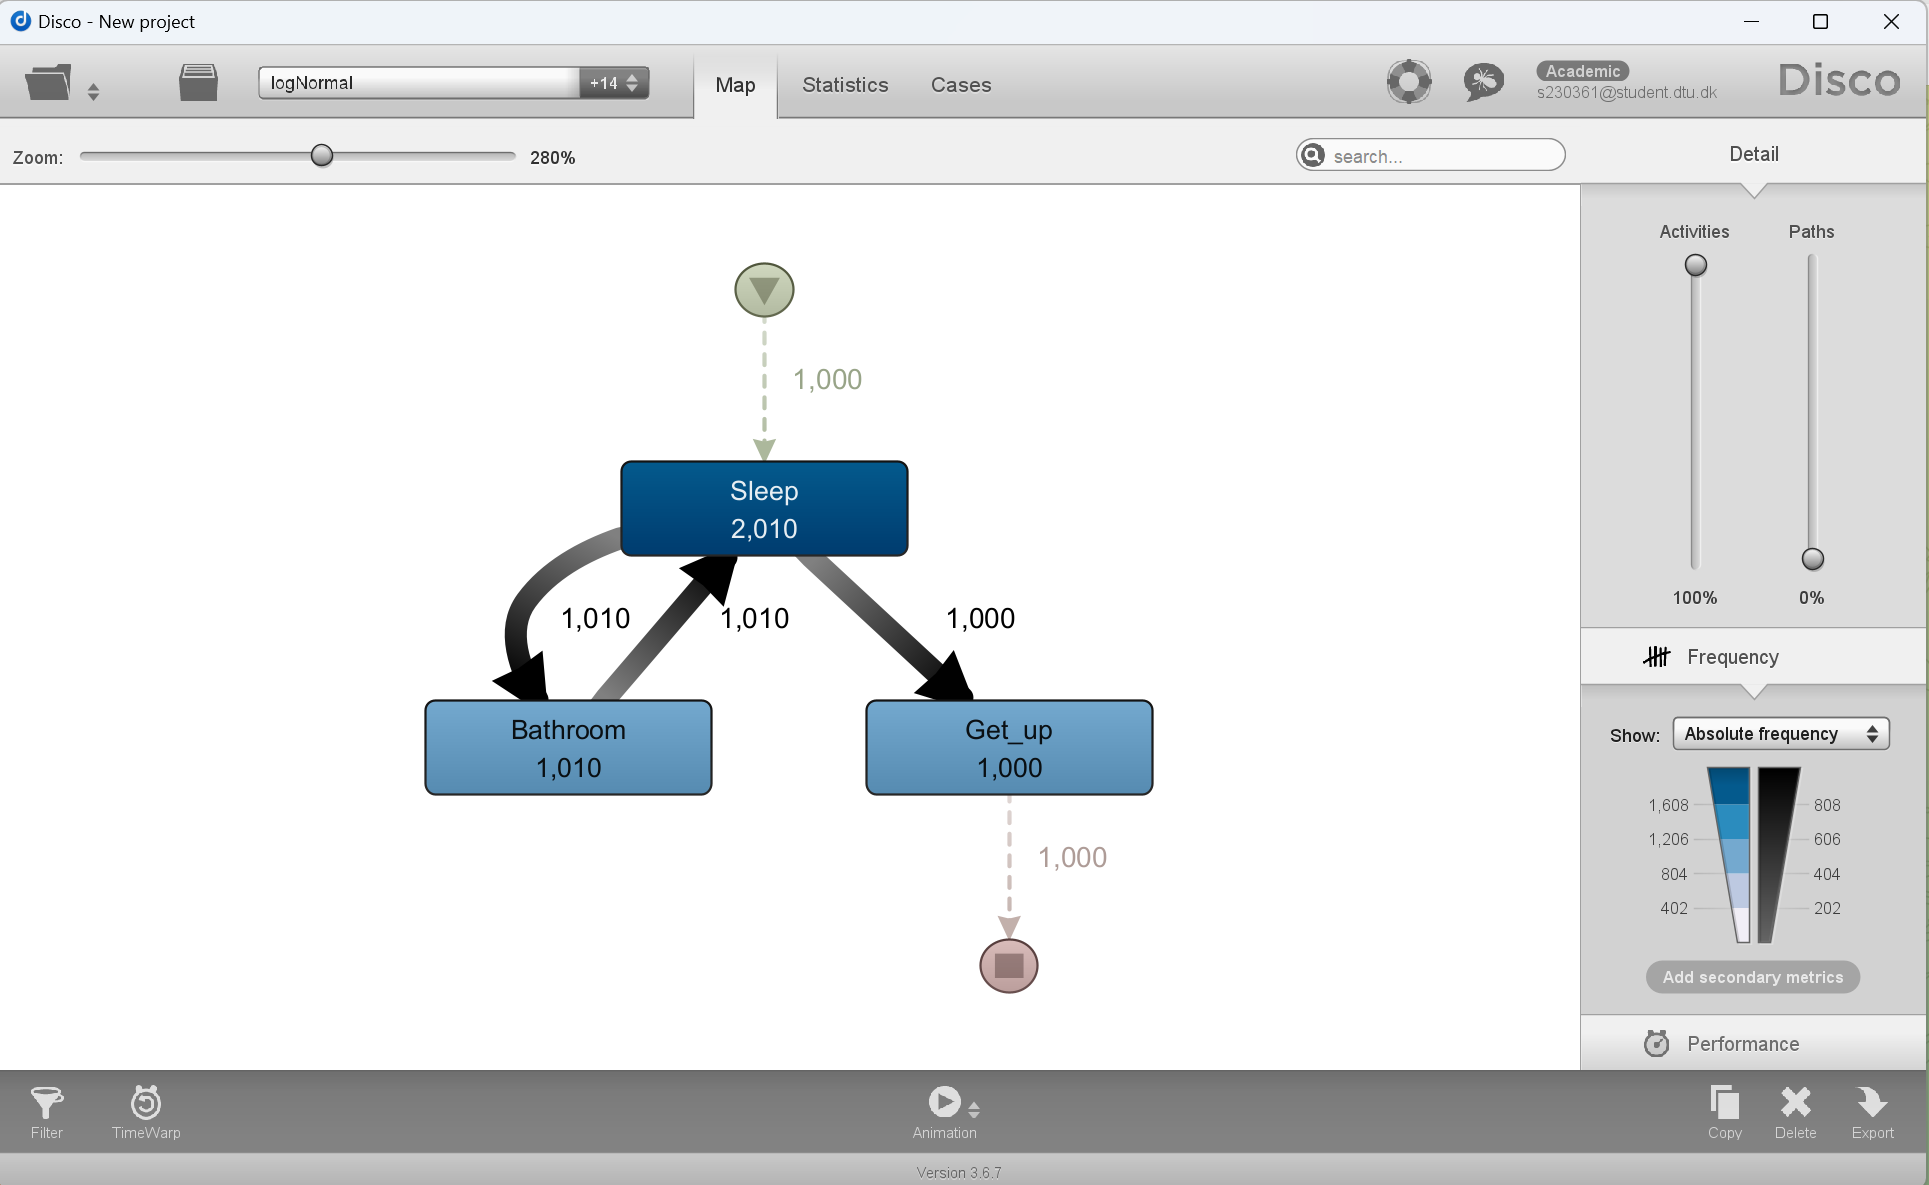 Disco - New project
logNormal
+14
Map
Statistics
Cases
Academic
s230361@student.dtu.dk
Disco
Zoom:
280%
search...
Detail
Activities
Paths
1,000
Sleep
2,010
100%
0%
1,010
1,010
1,000
Frequency
Bathroom
1,010
Get_up
1,000
Show:
Absolute frequency
1,608
808
1,206
606
804
404
402
202
1,000
Add secondary metrics
Performance
Filter
TimeWarp
Animation
Copy
Delete
Export
Version 3.6.7